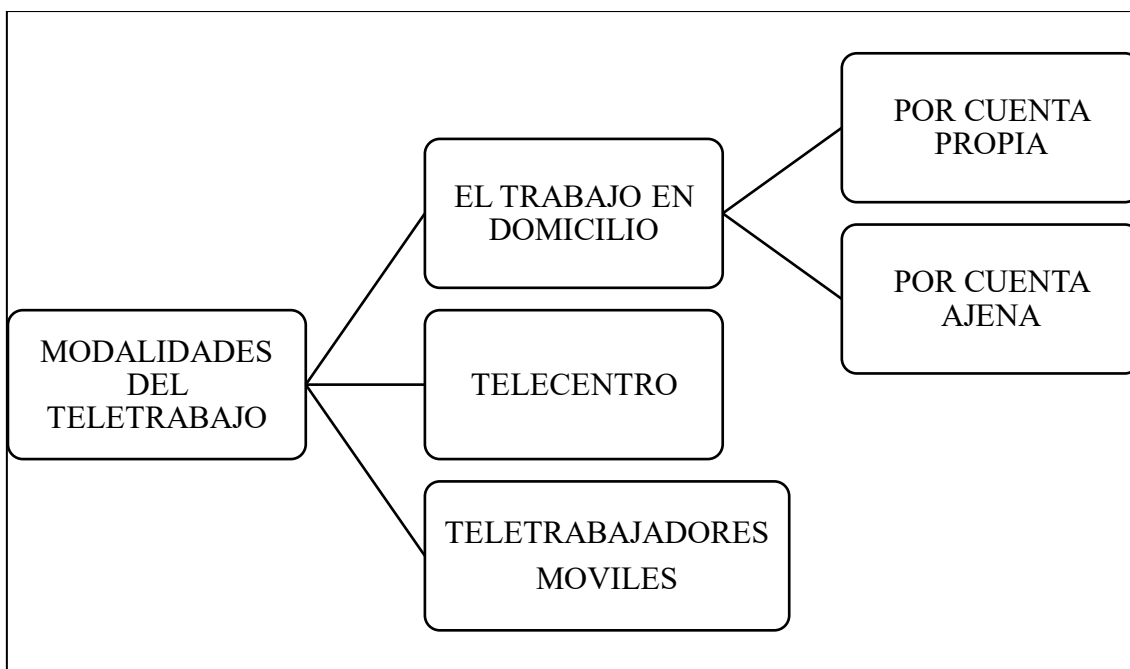 MODALIDADES
DEL
TELETRABAJO
EL TRABAJO EN
DOMICILIO
POR CUENTA
PROPIA
POR CUENTA
AJENA
TELECENTRO
TELETRABAJADORES
MOVILES